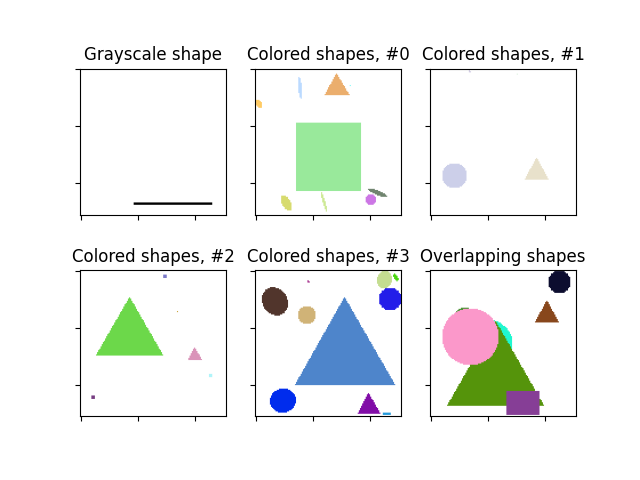 Grayscale shape
Colored shapes, #0
Colored shapes, #1
Colored shapes, #2
Colored shapes, #3
Overlapping shapes